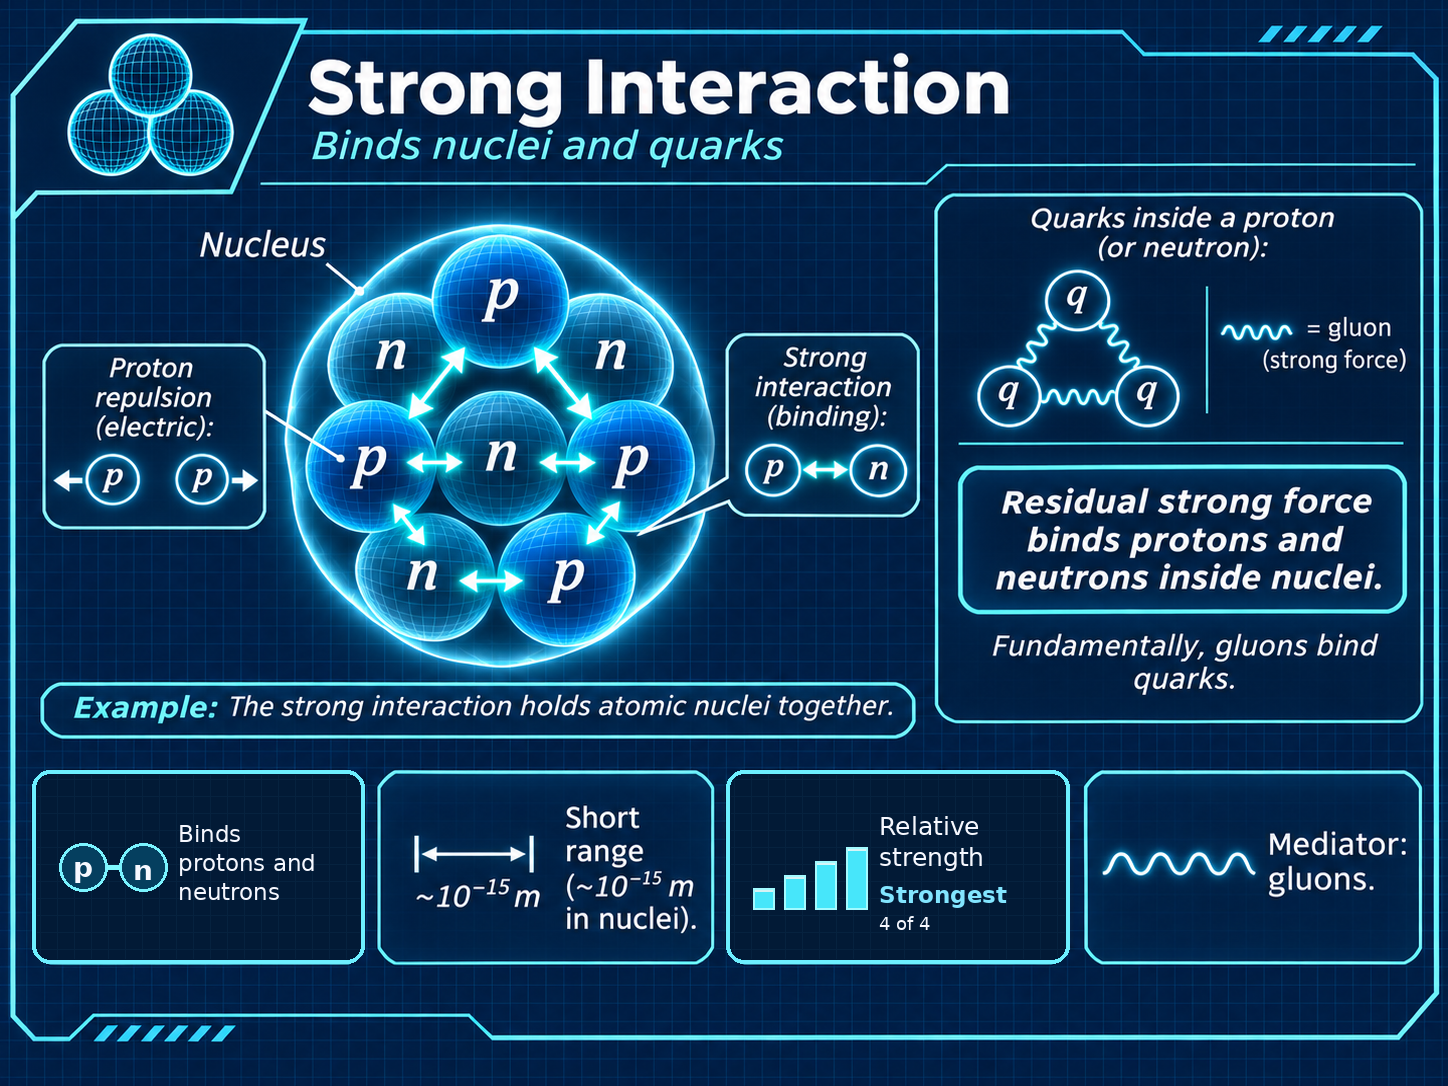 Strong Interaction
Binds nuclei and quarks
Nucleus
p
n
n
p
n
p
n
p
Proton
repulsion
(electric):
p p
Strong
interaction
(binding):
p n
Quarks inside a proton
(or neutron):
q
q q
= gluon
(strong force)
Residual strong force
binds protons and
neutrons inside nuclei.
Fundamentally, gluons bind
quarks.
Example: The strong interaction holds atomic nuclei together.
p n
Binds
protons and
neutrons
~10⁻¹⁵ m
Short
range
(~10⁻¹⁵ m
in nuclei).
Relative
strength
Strongest
4 of 4
Mediator:
gluons.